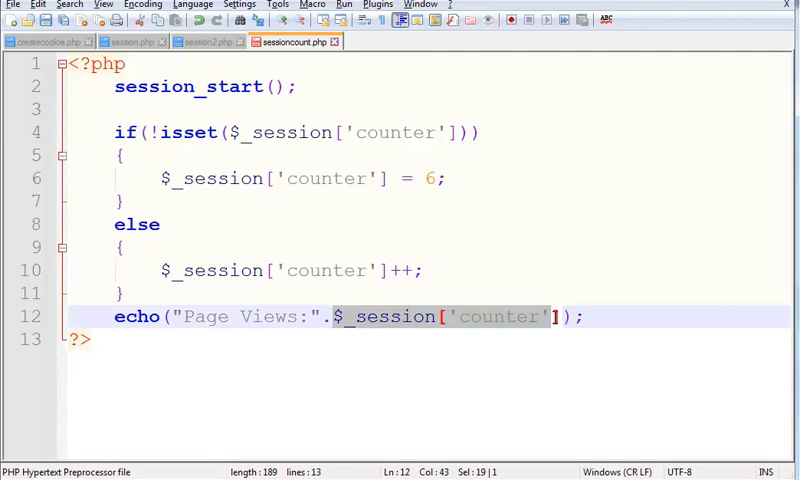 File Edit Search View Encoding Language Settings Tools Macro Run Plugins Window ? X
ABC
createcookie.php session.php session2.php sessioncount.php
1 <?php
2 session_start();
3
4 if(!isset($_session['counter']))
5 {
6 $_session['counter'] = 6;
7 }
8 else
9 {
10 $_session['counter']++;
11 }
12 echo("Page Views:".$_session['counter']);
13 ?>
PHP Hypertext Preprocessor file length : 189 lines : 13 Ln : 12 Col : 43 Sel : 19 | 1 Windows (CR LF) UTF-8 INS